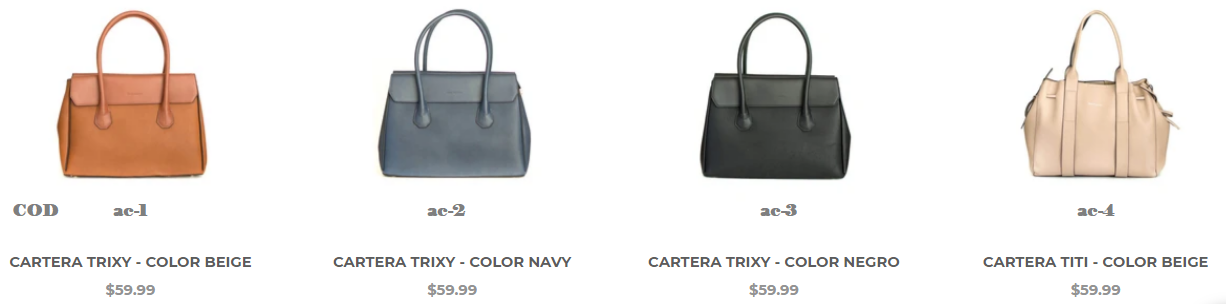 COD ac-1 ac-2 ac-3 ac-4
CARTERA TRIXY - COLOR BEIGE CARTERA TRIXY - COLOR NAVY CARTERA TRIXY - COLOR NEGRO CARTERA TITI - COLOR BEIGE
$59.99 $59.99 $59.99 $59.99